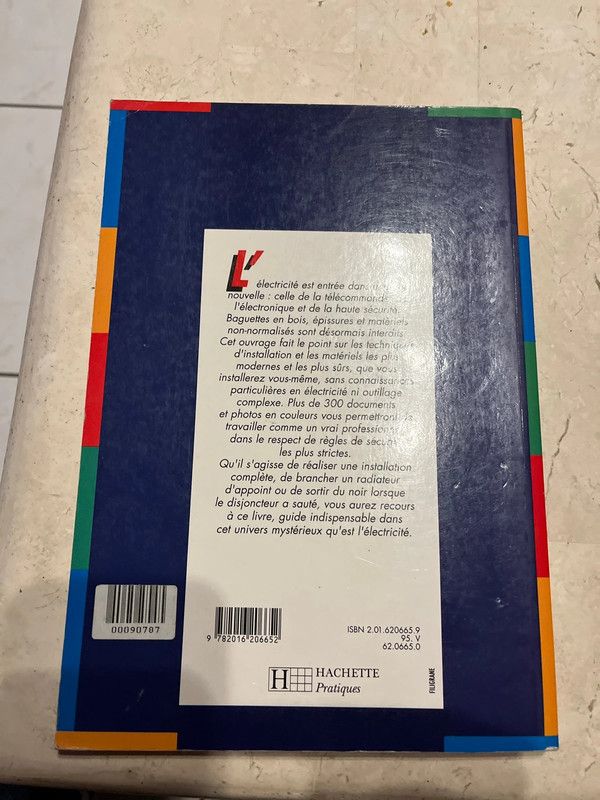 L'électricité est entrée dans
nouvelle : celle de la télécommande
l'électronique et de la haute sécurité.
Baguettes en bois, épissures et matériels
non-normalisés sont désormais interdits.
Cet ouvrage fait le point sur les techniques
d'installation et les matériels les plus
modernes et les plus sûrs, que vous
installerez vous-même, sans connaissances
particulières en électricité ni outillage
complexe. Plus de 300 documents
et photos en couleurs vous permettront de
travailler comme un vrai professionnel
dans le respect de règles de sécurité
les plus strictes.
Qu'il s'agisse de réaliser une installation
complète, de brancher un radiateur
d'appoint ou de sortir du noir lorsque
le disjoncteur a sauté, vous aurez recours
à ce livre, guide indispensable dans
cet univers mystérieux qu'est l'électricité.
00090787
9 782016 206652
ISBN 2.01.620665.9
95. V
62.0665.0
H HACHETTE
Pratiques
FILIGRAME